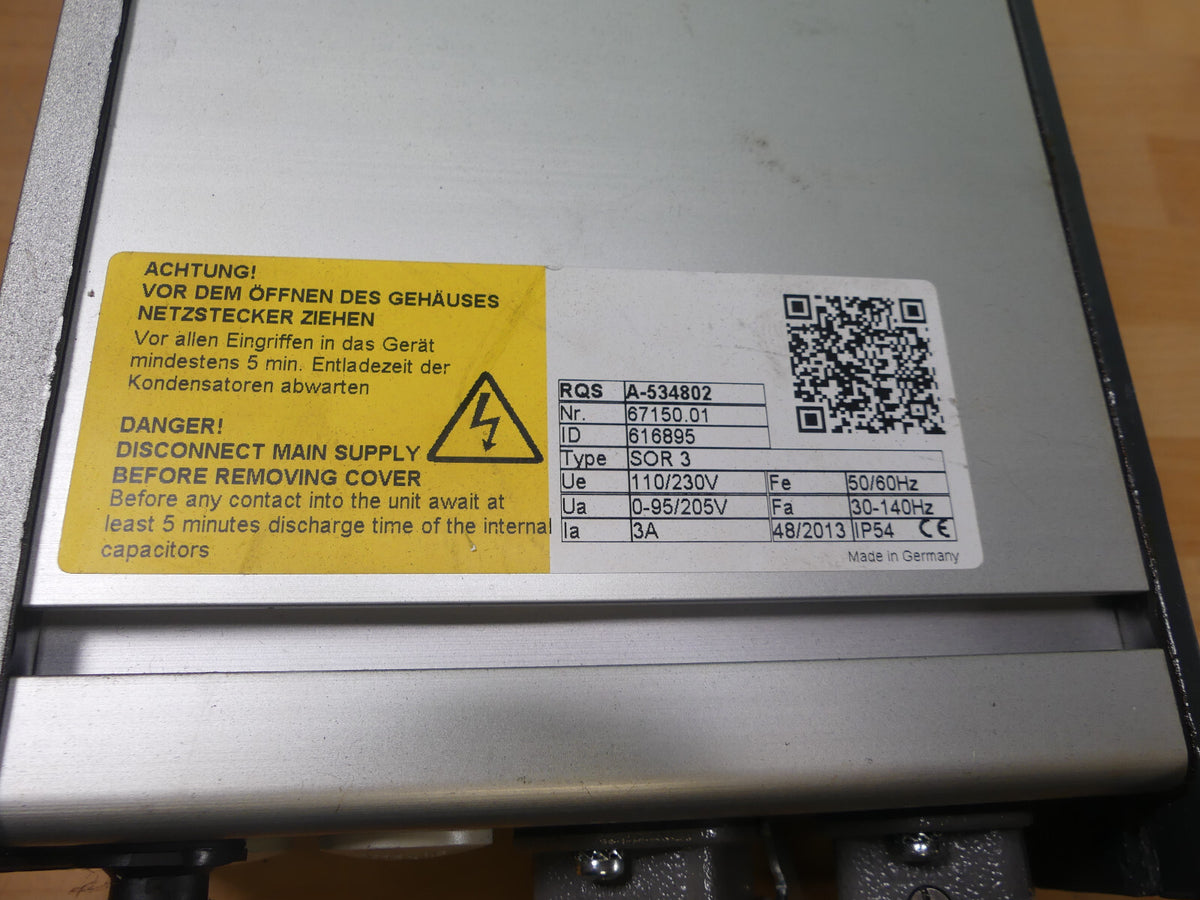 ACHTUNG!
VOR DEM ÖFFNEN DES GEHÄUSES
NETZSTECKER ZIEHEN
Vor allen Eingriffen in das Gerät
mindestens 5 min. Entladezeit der
Kondensatoren abwarten
DANGER!
DISCONNECT MAIN SUPPLY
BEFORE REMOVING COVER
Before any contact into the unit await at
least 5 minutes discharge time of the internal
capacitors
RQS A-534802
Nr. 67150.01
ID 616895
Type SOR 3
Ue 110/230V Fe 50/60Hz
Ua 0-95/205V Fa 30-140Hz
Ia 3A 48/2013 IP54 CE
Made in Germany